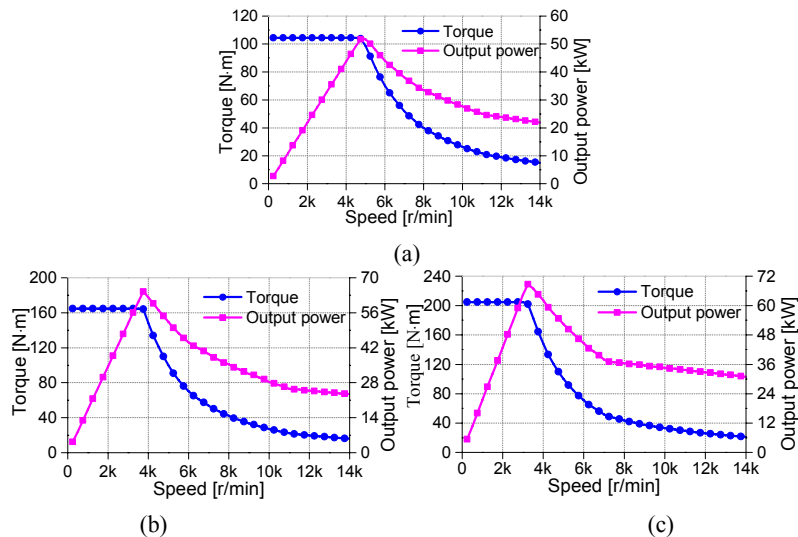 120 60
100 50
80 40
60 30
40 20
20 10
0 0
Torque [N·m]
Output power [kW]
Torque
Output power
0 2k 4k 6k 8k 10k 12k 14k
Speed [r/min]
(a)
200 70
160 56
120 42
80 28
40 14
0 0
Torque [N·m]
Output power [kW]
Torque
Output power
0 2k 4k 6k 8k 10k 12k 14k
Speed [r/min]
(b)
240 72
200 60
160 48
120 36
80 24
40 12
0 0
Torque [N·m]
Output power [kW]
Torque
Output power
0 2k 4k 6k 8k 10k 12k 14k
Speed [r/min]
(c)